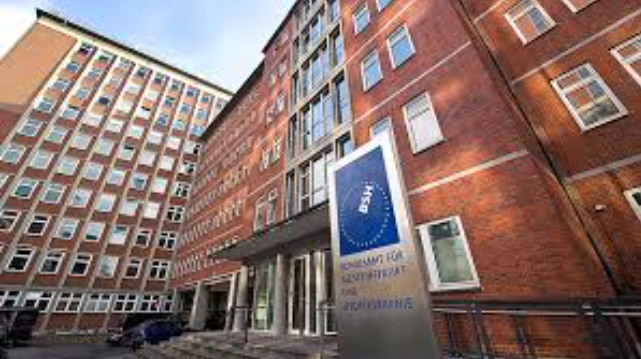 BSH
BUNDESAMT FÜR
SEESCHIFFFAHRT
UND
HYDROGRAPHIE